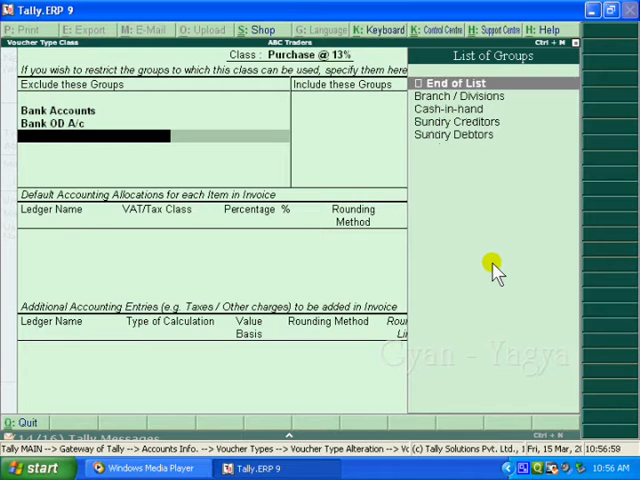 Tally.ERP 9
P: Print E: Export M: E-Mail O: Upload S: Shop G: Language K: Keyboard K: Control Centre H: Support Centre H: Help
Voucher Type Class ABC Traders Ctrl + M
Class : Purchase @ 13%
If you wish to restrict the groups to which this class can be used, specify them here
Exclude these Groups Include these Groups
Bank Accounts
Bank OD A/c
List of Groups
End of List
Branch / Divisions
Cash-in-hand
Sundry Creditors
Sundry Debtors
Default Accounting Allocations for each Item in Invoice
Ledger Name VAT/Tax Class Percentage % Rounding
Method
Additional Accounting Entries (e.g. Taxes / Other charges) to be added in Invoice
Ledger Name Type of Calculation Value Rounding Method
Basis
Gyan - Yagya
Q: Quit
14/16) Tally Messages
Tally MAIN --> Gateway of Tally --> Accounts Info. --> Voucher Types --> Voucher Type Alteration --> (c) Tally Solutions Pvt. Ltd., Fri, 15 Mar, 10:56:59
start Windows Media Player Tally.ERP 9 10:56 AM